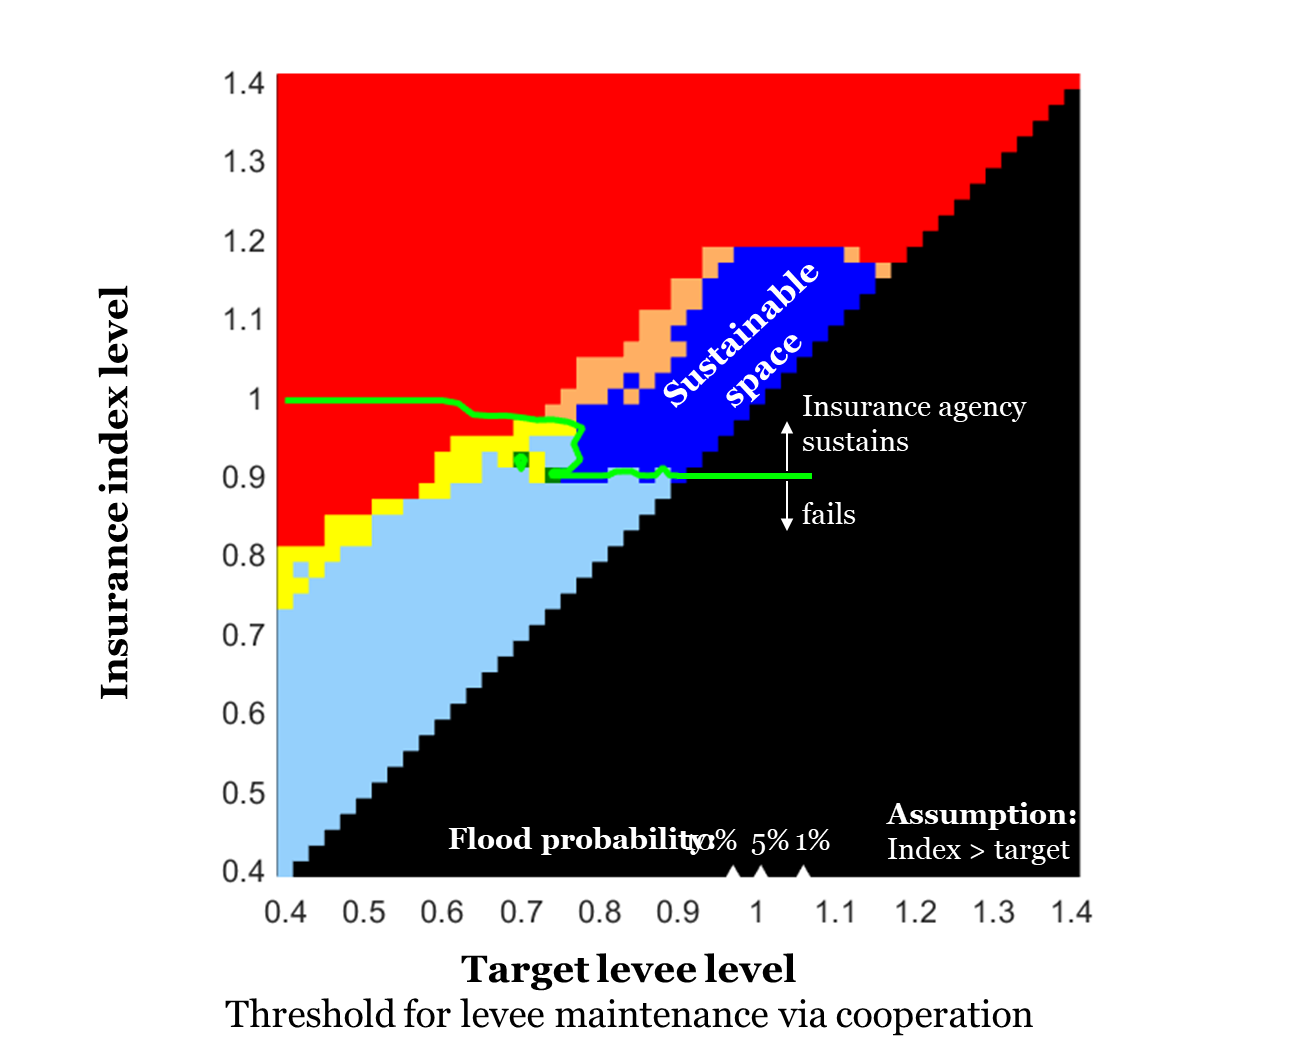 1.4
1.3
1.2
1.1
1
0.9
0.8
0.7
0.6
0.5
0.4
Insurance index level
Sustainable
space
Insurance agency
sustains
fails
Assumption:
Index > target
Flood probability: 10% 5% 1%
0.4 0.5 0.6 0.7 0.8 0.9 1 1.1 1.2 1.3 1.4
Target levee level
Threshold for levee maintenance via cooperation